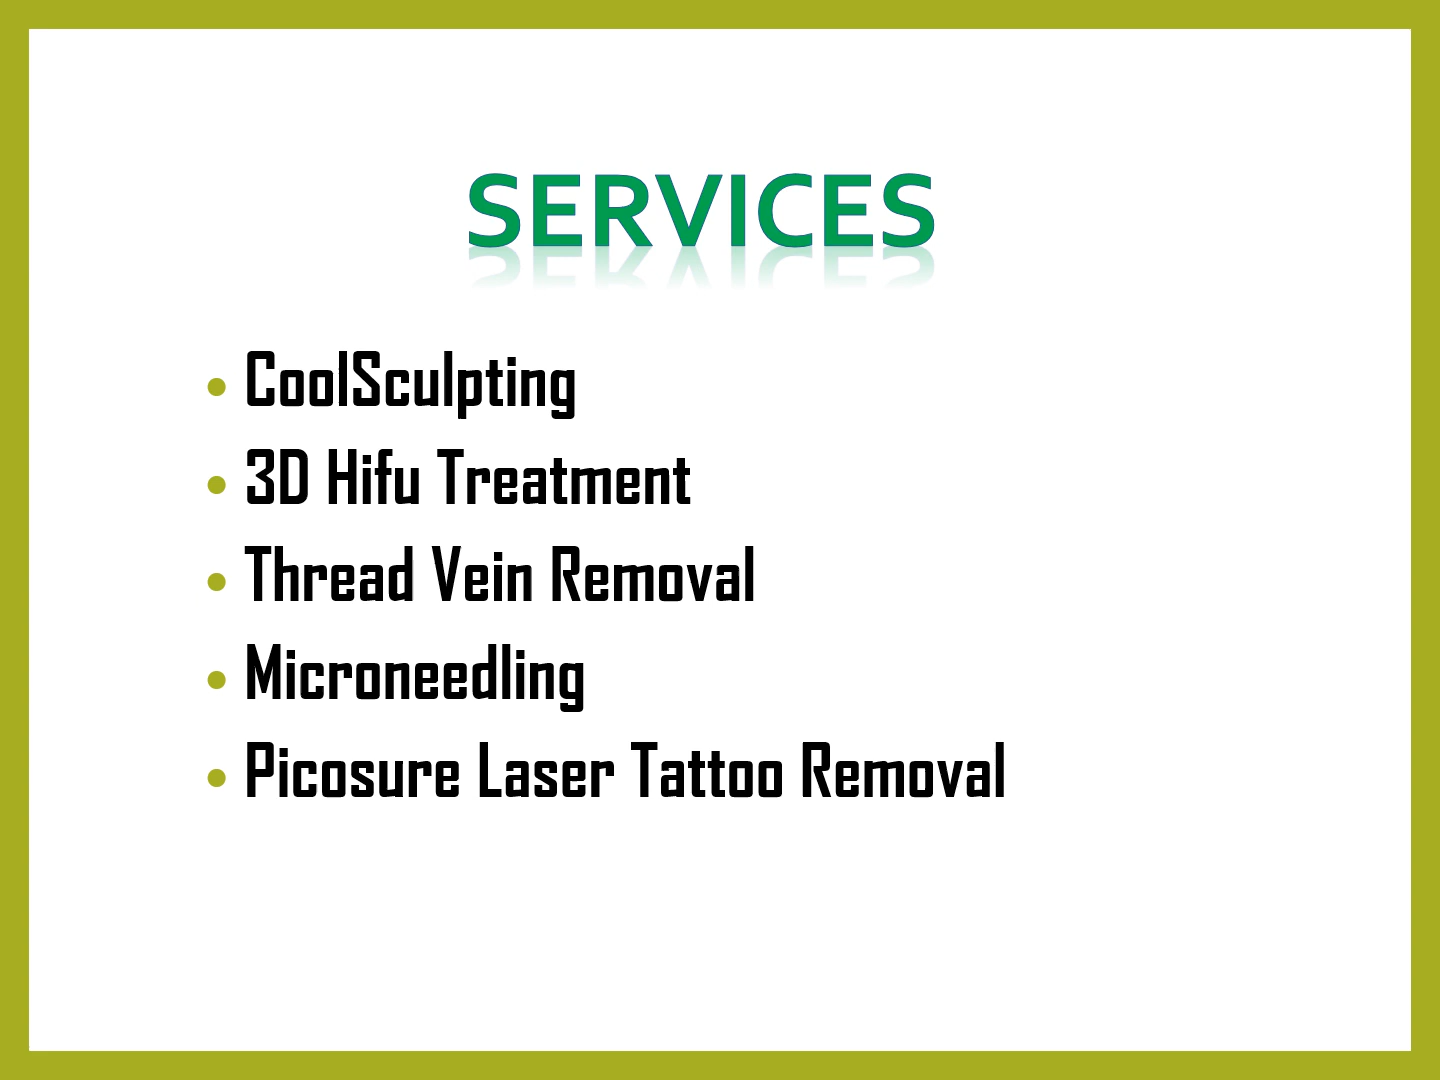 SERVICES
• CoolSculpting
• 3D Hifu Treatment
• Thread Vein Removal
• Microneedling
• Picosure Laser Tattoo Removal